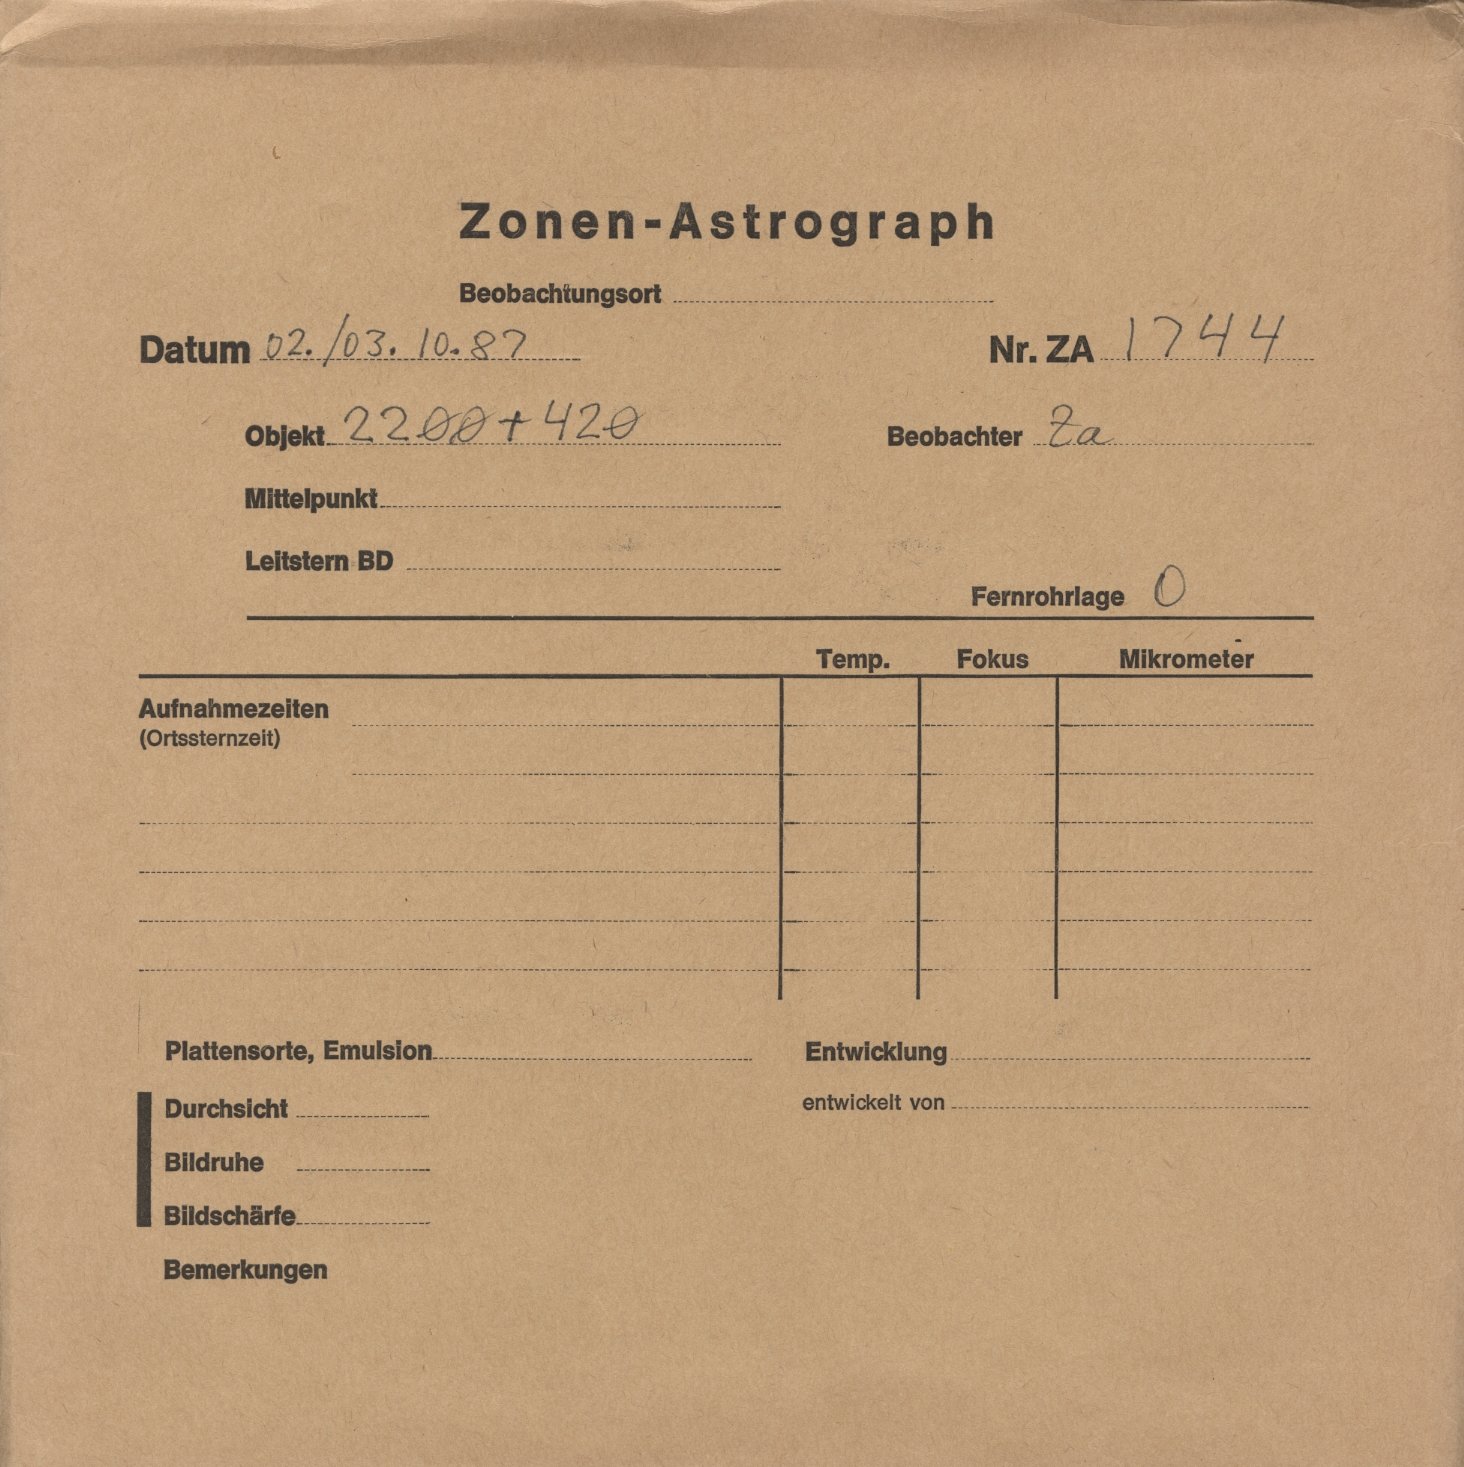 Zonen-Astrograph
Beobachtungsort
Datum 02./03. 10. 87
Nr. ZA 1744
Objekt 2200+420
Beobachter Za
Mittelpunkt
Leitstern BD
Fernrohrlage O
Temp. Fokus Mikrometer
Aufnahmezeiten
(Ortssternzeit)
Plattensorte, Emulsion
Entwicklung
Durchsicht
entwickelt von
Bildruhe
Bildschärfe
Bemerkungen